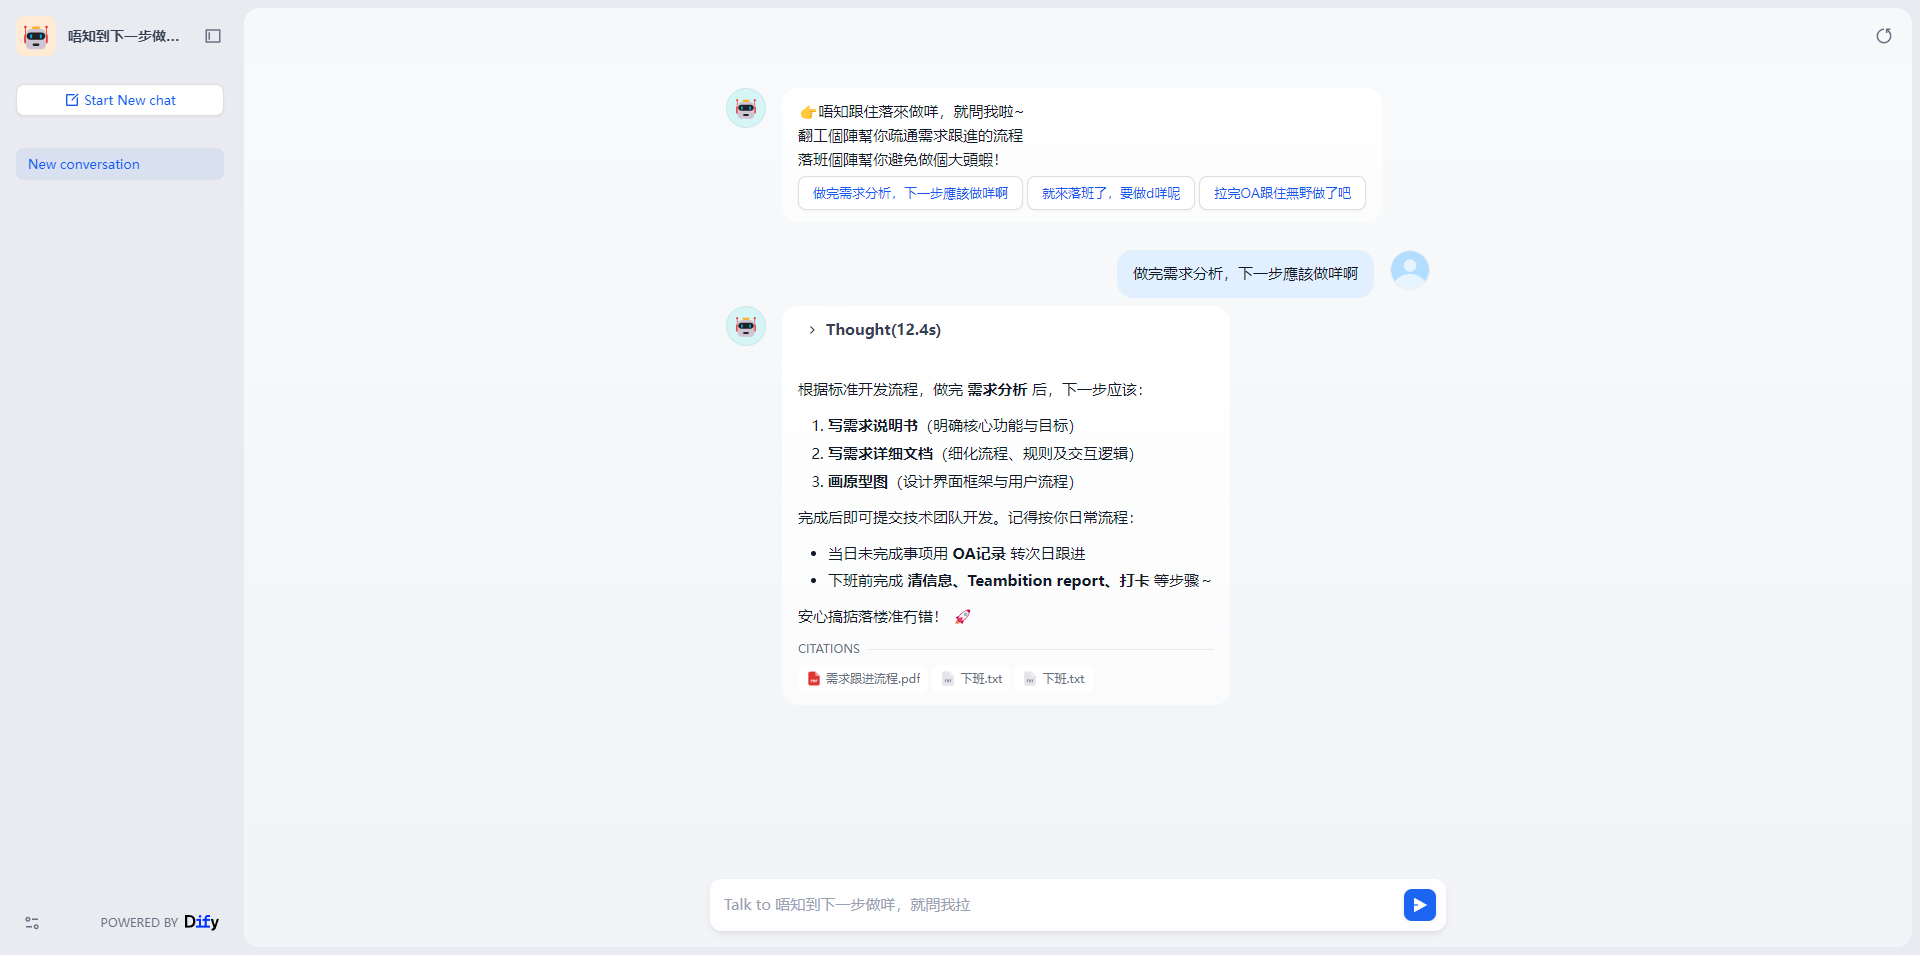 唔知到下一步做...
Start New chat
New conversation
👉唔知跟住落來做咩，就問我啦~
翻工個陣幫你疏通需求跟進的流程
落班個陣幫你避免做個大頭蝦！
做完需求分析，下一步應該做咩啊
就來落班了，要做d咩呢
拉完OA跟住無野做了吧
做完需求分析，下一步應該做咩啊
Thought(12.4s)
根据标准开发流程，做完 需求分析 后，下一步应该：
1. 写需求说明书（明确核心功能与目标）
2. 写需求详细文档（细化流程、规则及交互逻辑）
3. 画原型图（设计界面框架与用户流程）
完成后即可提交技术团队开发。记得按你日常流程：
• 当日未完成事项用 OA记录 转次日跟进
• 下班前完成 清信息、Teambition report、打卡 等步骤～
安心搞掂落楼准冇错！ 🚀
CITATIONS
需求跟进流程.pdf
下班.txt
下班.txt
Talk to 唔知到下一步做咩，就問我拉
POWERED BY Dify